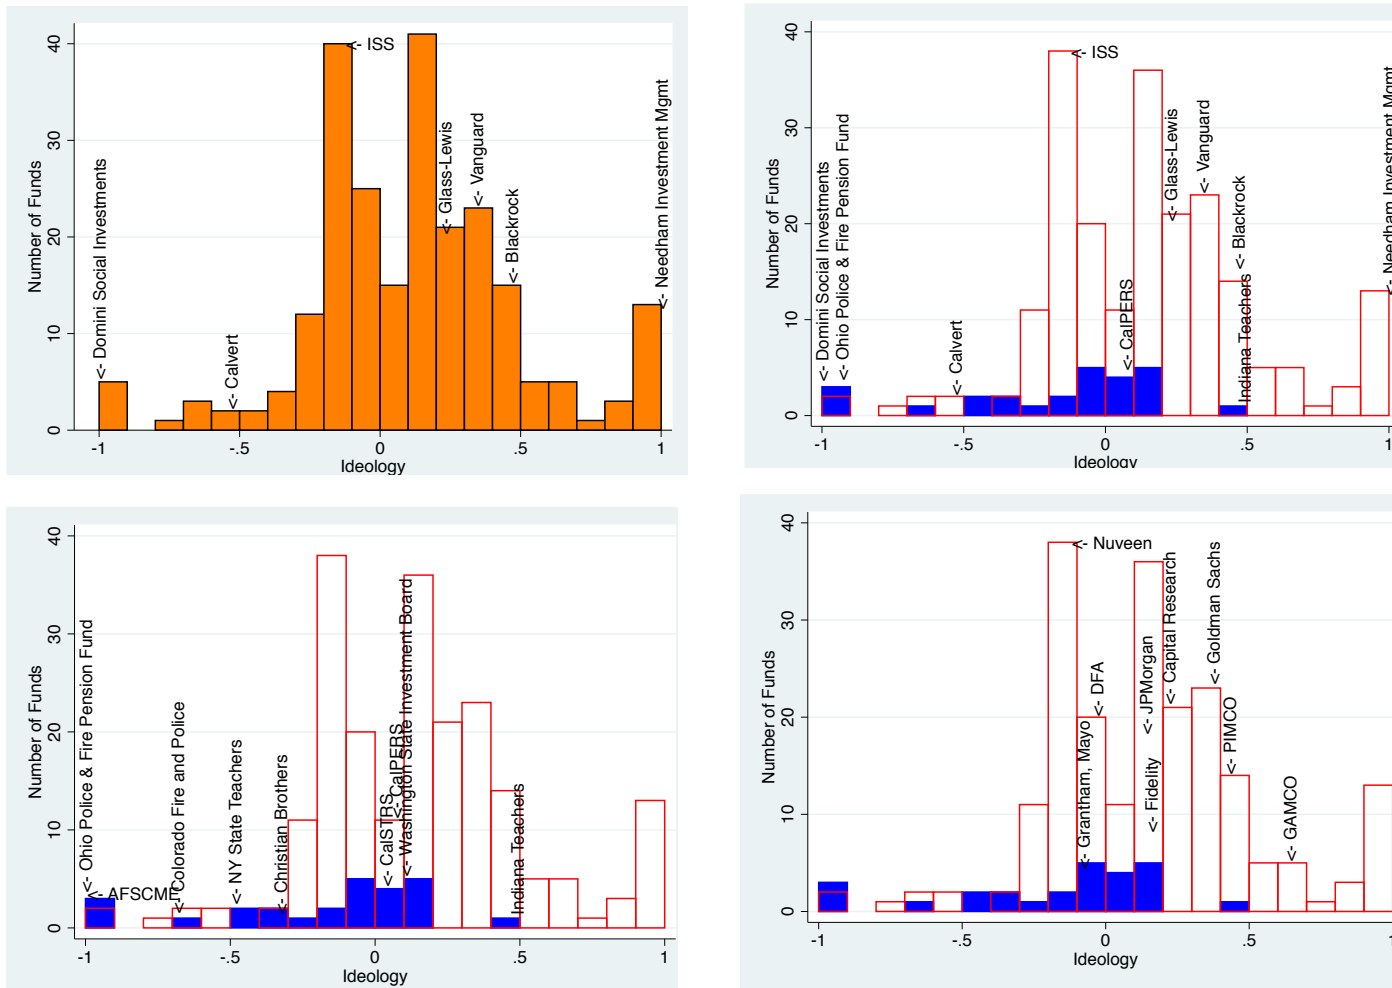 Number of Funds
40
30
20
10
0
<- Domini Social Investments
<- Calvert
<- ISS
<- Glass-Lewis
<- Vanguard
<- Blackrock
<- Needham Investment Mgmt
-1
-.5
0
.5
1
Ideology
Number of Funds
40
30
20
10
0
<- Domini Social Investments
<- Ohio Police & Fire Pension Fund
<- Calvert
<- ISS
<- CalPERS
<- Glass-Lewis
<- Vanguard
<- Blackrock
Indiana Teachers
<- Needham Investment Mgmt
-1
-.5
0
.5
1
Ideology
Number of Funds
40
30
20
10
0
<- Ohio Police & Fire Pension Fund
<- AFSCME
<- Colorado Fire and Police
<- NY State Teachers
<- Christian Brothers
<- CalSTRS
<- CalPERS
<- Washington State Investment Board
Indiana Teachers
-1
-.5
0
.5
1
Ideology
Number of Funds
40
30
20
10
0
<- Nuveen
<- Grantham, Mayo
<- DFA
<- JPMorgan
<- Fidelity
<- Capital Research
<- Goldman Sachs
<- PIMCO
<- GAMCO
-1
-.5
0
.5
1
Ideology